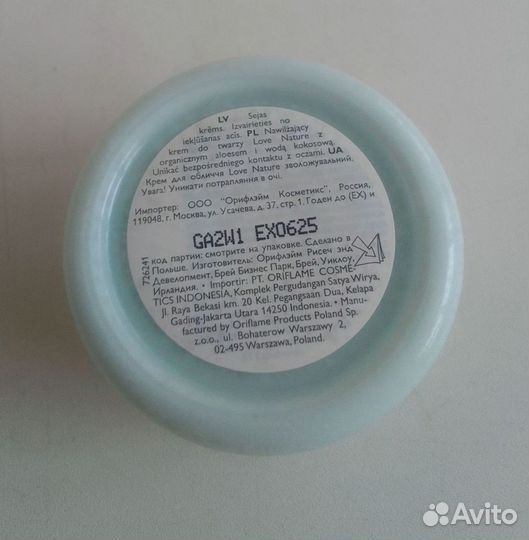 LV Sejas
krēms. Izvairieties no
iekļūšanas acīs. PL Nawilżający
krem do twarzy Love Nature z
organicznym aloesem i wodą kokosową.
Unikać bezpośredniego kontaktu z oczami. UA
Крем для обличчя Love Nature зволожувальний.
Увага! Уникати потрапляння в очі.
Импортер: ООО "Орифлэйм Косметикс", Россия,
119048, г. Москва, ул. Усачева, д. 37, стр. 1. Годен до (EX) и
GA2W1 EX0625
код партии: смотрите на упаковке. Сделано в
Польше. Изготовитель: Орифлэйм Рисеч энд
Девелопмент, Брей Бизнес Парк, Брей, Уиклоу,
Ирландия. • Importir: PT. ORIFLAME COSME-
TICS INDONESIA, Komplek Pergudangan Satya Wirya,
Jl. Raya Bekasi km. 20 Kel. Pegangsaan Dua, Kelapa
Gading-Jakarta Utara 14250 Indonesia. • Manu-
factured by Oriflame Products Poland Sp.
z.o.o., ul. Bohaterow Warszawy 2,
02-495 Warszawa, Poland.
726241
Avito